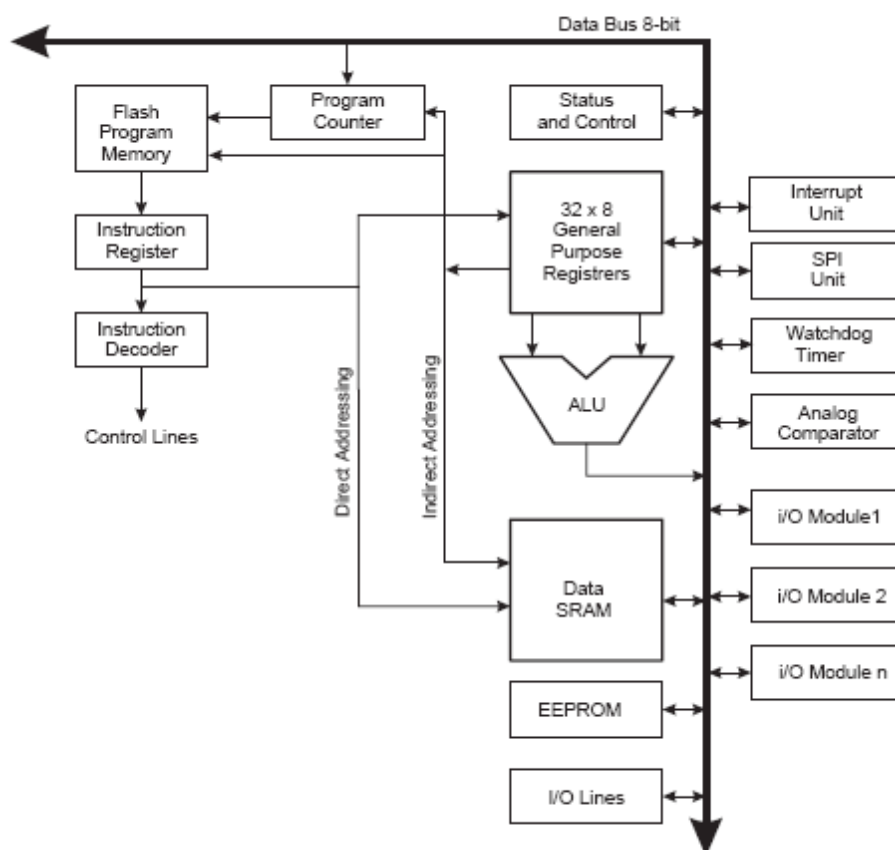 Data Bus 8-bit
Flash
Program
Memory
Program
Counter
Status
and Control
32 x 8
General
Purpose
Registrers
Interrupt
Unit
Instruction
Register
SPI
Unit
Instruction
Decoder
Watchdog
Timer
Control Lines
Direct Addressing
Indirect Addressing
ALU
Analog
Comparator
i/O Module1
Data
SRAM
i/O Module 2
i/O Module n
EEPROM
I/O Lines